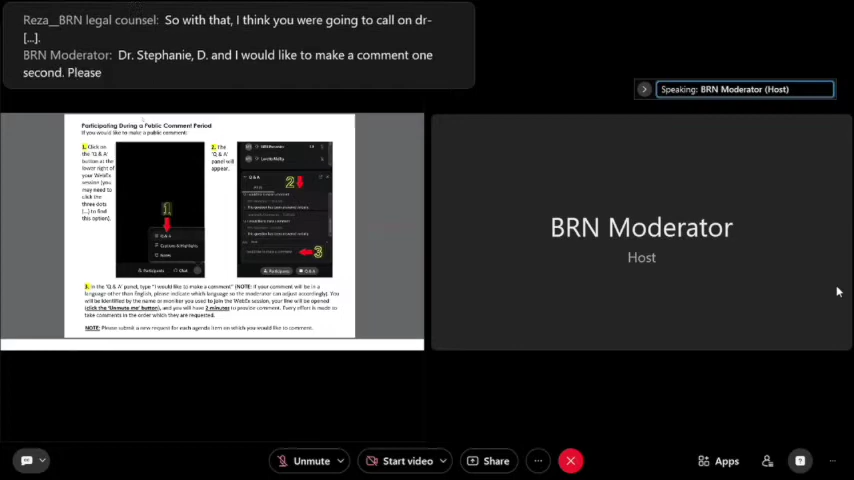 Reza__BRN legal counsel: So with that, I think you were going to call on dr-
[...].
BRN Moderator: Dr. Stephanie, D. and I would like to make a comment one
second. Please
Speaking: BRN Moderator (Host)
Participating During a Public Comment Period
If you would like to make a public comment:
1. Click on
the 'Q & A'
button at the
lower right of
your WebEx
session (you
may need to
click the
three dots
(...) to find
this option).
1
Q & A
Participants Chat
2. The
'Q & A'
panel will
appear.
Q & A
2
3
Participants Q & A
3. In the 'Q & A' panel, type "I would like to make a comment" (NOTE: If your comment will be in a
language other than English, please indicate which language so the moderator can adjust accordingly). You
will be identified by the name or moniker you used to join the WebEx session, your line will be opened
(click the 'Unmute me' button), and you will have 2 minutes to provide comment. Every effort is made to
take comments in the order which they are requested.
NOTE: Please submit a new request for each agenda item on which you would like to comment.
BRN Moderator
Host
Unmute
Start video
Share
Apps